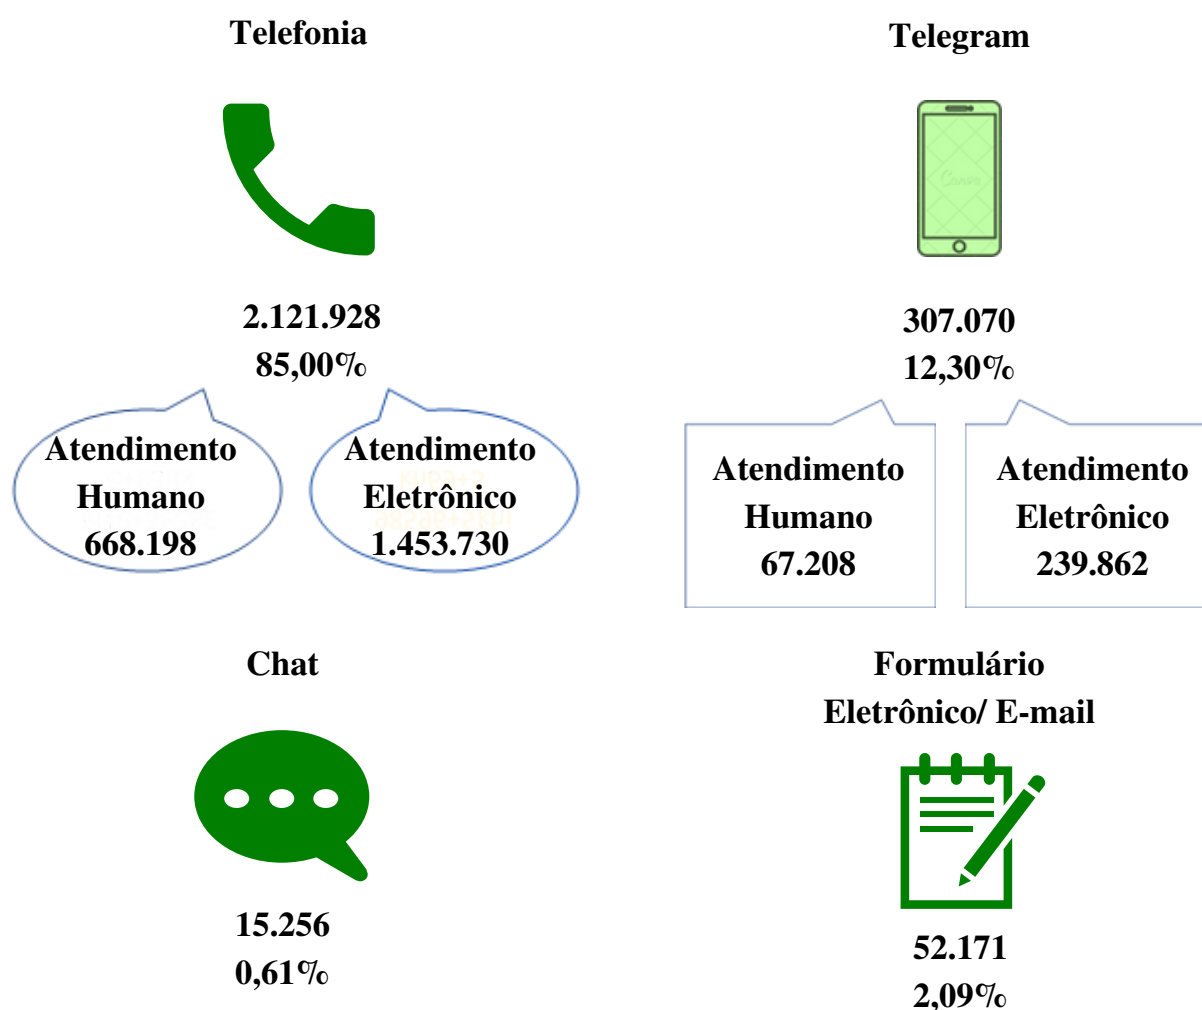 Telefonia
2.121.928
85,00%
Atendimento
Humano
668.198
Atendimento
Eletrônico
1.453.730
Telegram
Canva
307.070
12,30%
Atendimento
Humano
67.208
Atendimento
Eletrônico
239.862
Chat
15.256
0,61%
Formulário
Eletrônico/ E-mail
52.171
2,09%